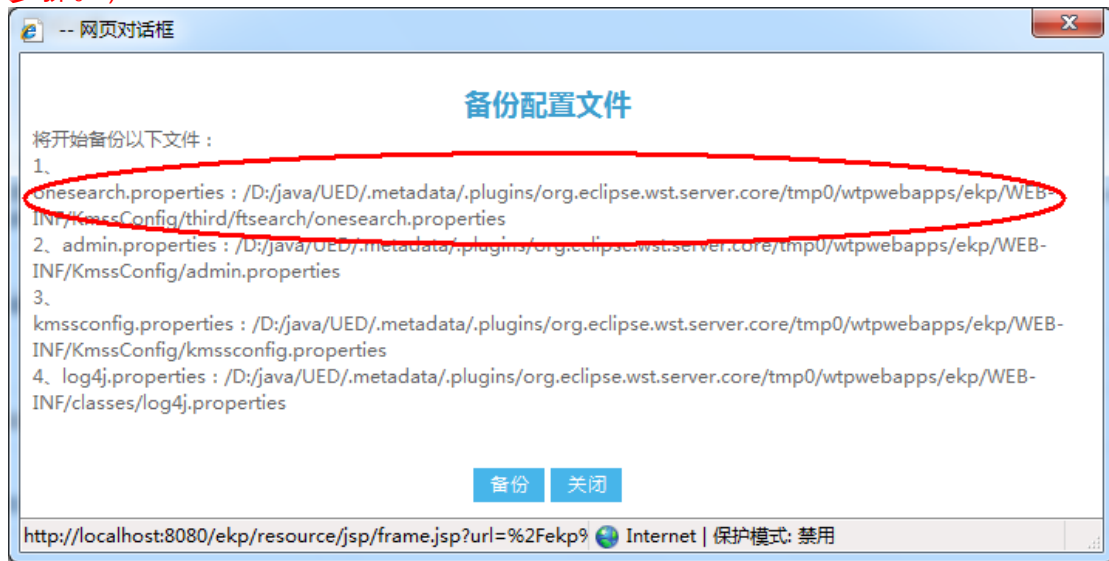 -- 网页对话框
x
备份配置文件
将开始备份以下文件：
1、
onesearch.properties：/D:/java/UED/.metadata/.plugins/org.eclipse.wst.server.core/tmp0/wtpwebapps/ekp/WEB-
INF/KmssConfig/third/ftsearch/onesearch.properties
2、admin.properties：/D:/java/UED/.metadata/.plugins/org.eclipse.wst.server.core/tmp0/wtpwebapps/ekp/WEB-
INF/KmssConfig/admin.properties
3、
kmssconfig.properties：/D:/java/UED/.metadata/.plugins/org.eclipse.wst.server.core/tmp0/wtpwebapps/ekp/WEB-
INF/KmssConfig/kmssconfig.properties
4、log4j.properties：/D:/java/UED/.metadata/.plugins/org.eclipse.wst.server.core/tmp0/wtpwebapps/ekp/WEB-
INF/classes/log4j.properties
备份 关闭
http://localhost:8080/ekp/resource/jsp/frame.jsp?url=%2Fekp% Internet | 保护模式: 禁用